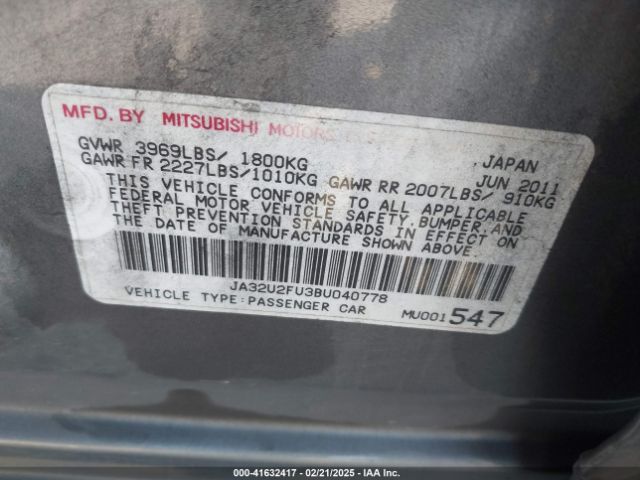 MFD. BY MITSUBISHI MOTORS
JAPAN
GVWR 3969LBS/ 1800KG
JUN 2011
GAWR FR 2227LBS/1010KG GAWR RR 2007LBS/ 910KG
THIS VEHICLE CONFORMS TO ALL APPLICABLE
FEDERAL MOTOR VEHICLE SAFETY,BUMPER,AND
THEFT PREVENTION STANDARDS IN EFFECT ON
THE DATE OF MANUFACTURE SHOWN ABOVE.
JA32U2FU3BU040778
VEHICLE TYPE:PASSENGER CAR
MU001547
000-41632417 - 02/21/2025 - IAA Inc.